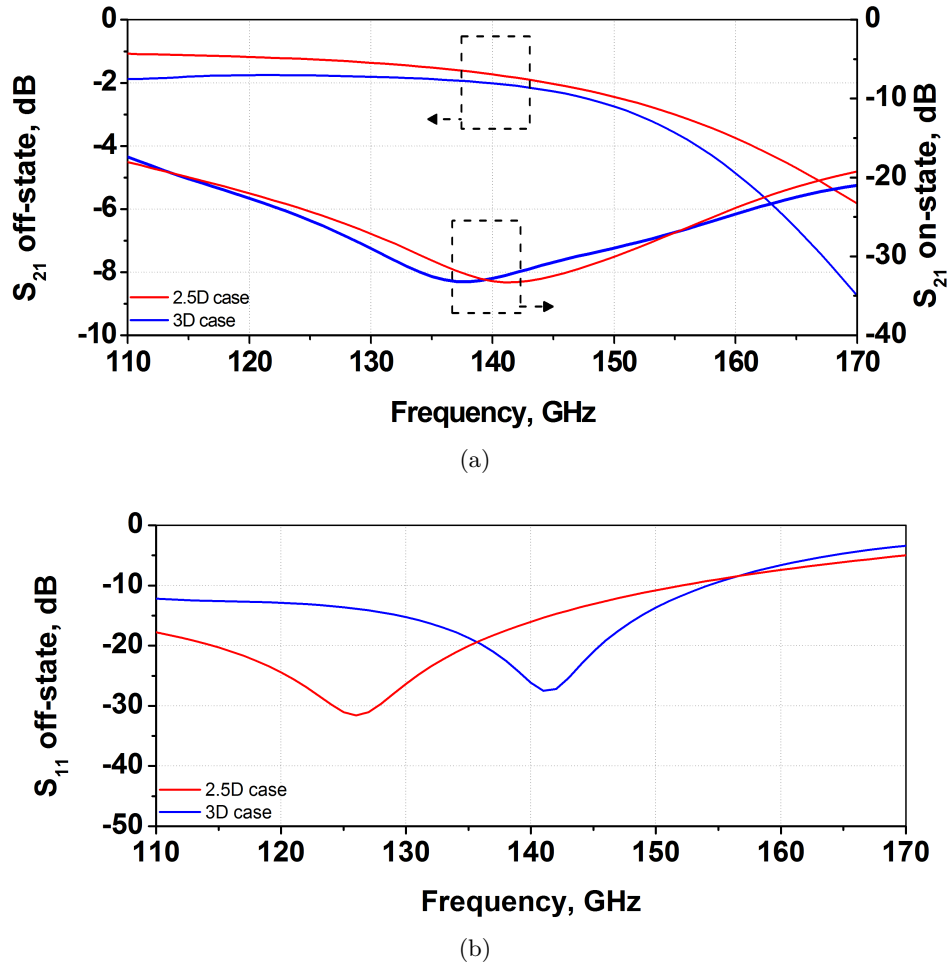 0
-2
-4
-6
-8
-10
S21 off-state, dB
0
-10
-20
-30
-40
S21 on-state, dB
2.5D case
3D case
110 120 130 140 150 160 170
Frequency, GHz
(a)
0
-10
-20
-30
-40
-50
S11 off-state, dB
2.5D case
3D case
110 120 130 140 150 160 170
Frequency, GHz
(b)